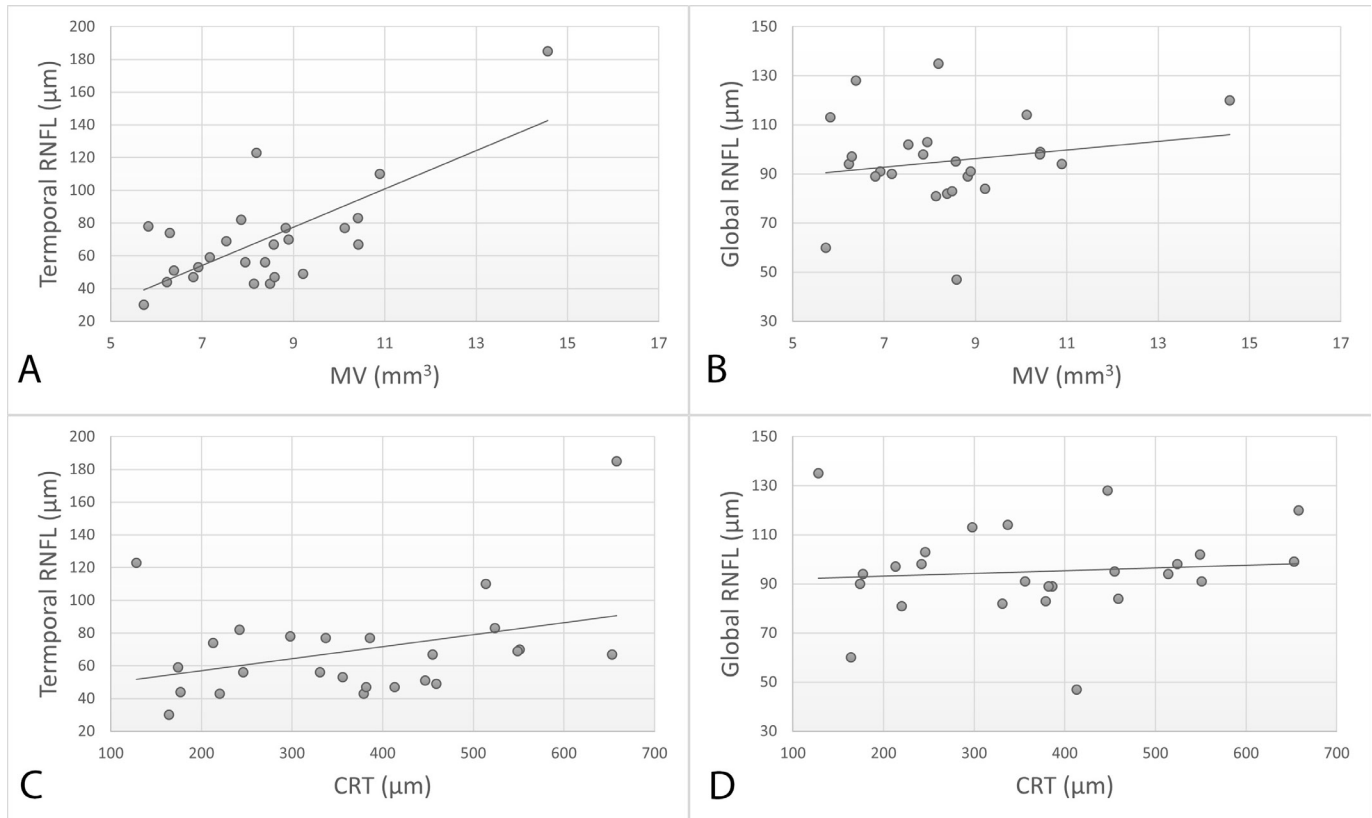 200
180
160
140
120
100
80
60
40
20
Termporal RNFL (µm)
5 7 9 11 13 15 17
MV (mm³)
A
150
130
110
90
70
50
30
Global RNFL (µm)
5 7 9 11 13 15 17
MV (mm³)
B
200
180
160
140
120
100
80
60
40
20
Termporal RNFL (µm)
100 200 300 400 500 600 700
CRT (µm)
C
150
130
110
90
70
50
30
Global RNFL (µm)
100 200 300 400 500 600 700
CRT (µm)
D